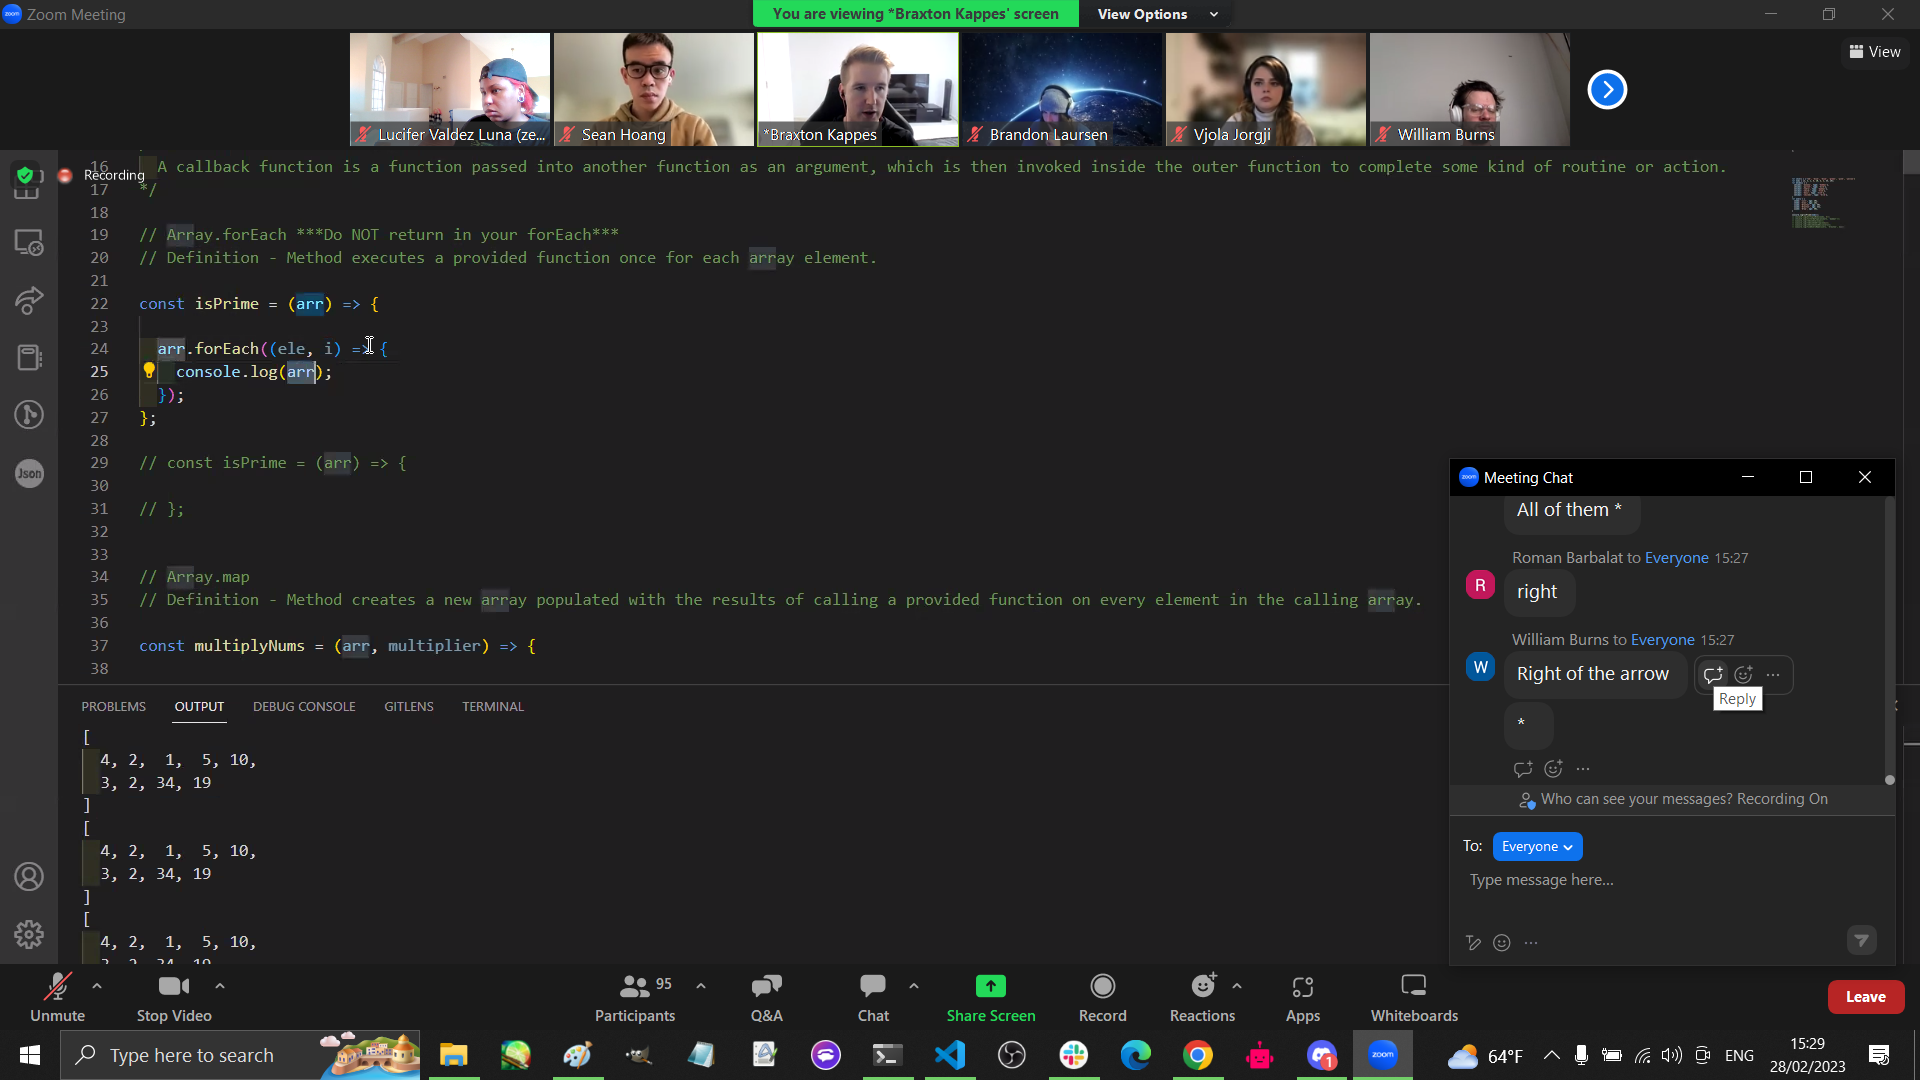 Zoom Meeting
You are viewing *Braxton Kappes' screen
View Options
View
Lucifer Valdez Luna (ze...
Sean Hoang
*Braxton Kappes
Brandon Laursen
Vjola Jorgji
William Burns
Recording
16 A callback function is a function passed into another function as an argument, which is then invoked inside the outer function to complete some kind of routine or action.
17 */
18
19 // Array.forEach ***Do NOT return in your forEach***
20 // Definition - Method executes a provided function once for each array element.
21
22 const isPrime = (arr) => {
23
24 arr.forEach((ele, i) => {
25 console.log(arr);
26 });
27 };
28
29 // const isPrime = (arr) => {
30
31 // };
32
33
34 // Array.map
35 // Definition - Method creates a new array populated with the results of calling a provided function on every element in the calling array.
36
37 const multiplyNums = (arr, multiplier) => {
38
Json
PROBLEMS OUTPUT DEBUG CONSOLE GITLENS TERMINAL
[
4, 2, 1, 5, 10,
3, 2, 34, 19
]
[
4, 2, 1, 5, 10,
3, 2, 34, 19
]
[
4, 2, 1, 5, 10,
3, 2, 34, 19
zoom Meeting Chat
All of them *
Roman Barbalat to Everyone 15:27
R
right
William Burns to Everyone 15:27
W
Right of the arrow
Reply
*
Who can see your messages? Recording On
To: Everyone
Type message here...
Unmute
Stop Video
95
Participants
Q&A
Chat
Share Screen
Record
Reactions
Apps
Whiteboards
Leave
Type here to search
1
zoom
64°F
ENG
15:29
28/02/2023